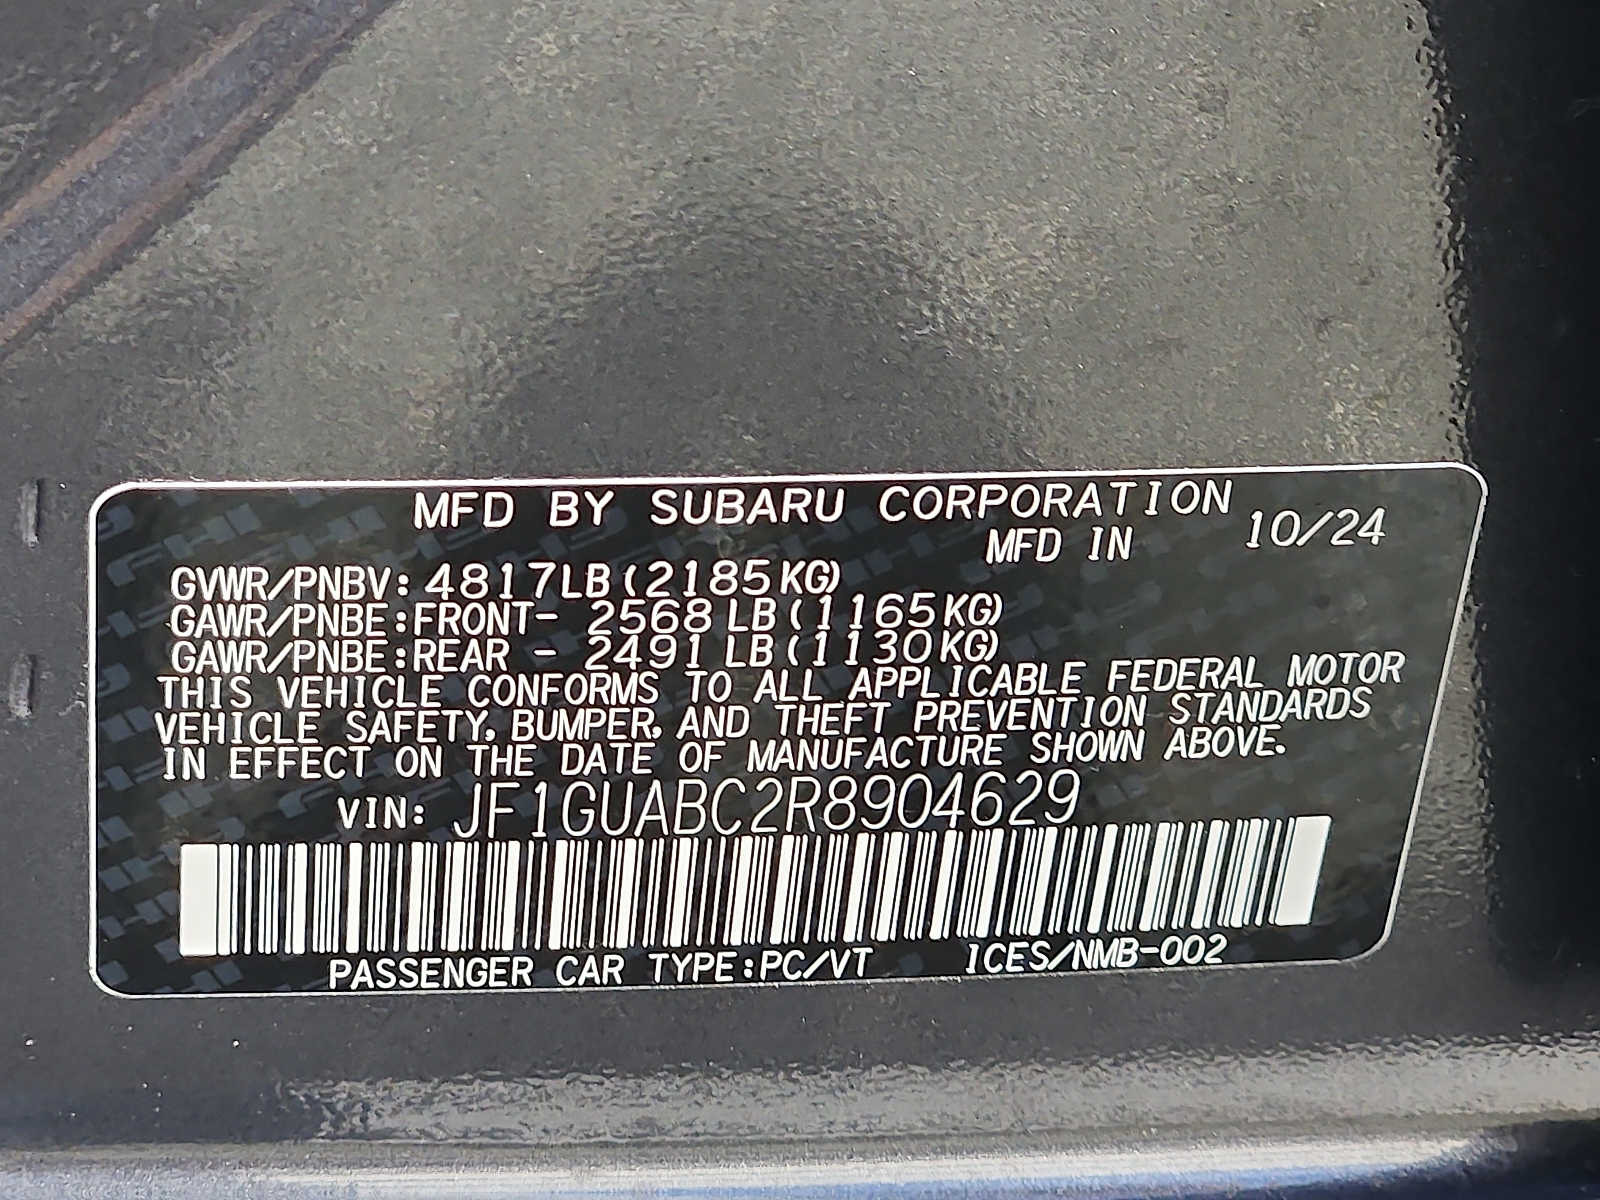 MFD BY SUBARU CORPORATION
MFD IN 10/24
GVWR/PNBV: 4817LB (2185KG)
GAWR/PNBE:FRONT- 2568 LB (1165KG)
GAWR/PNBE:REAR - 2491 LB (1130KG)
THIS VEHICLE CONFORMS TO ALL APPLICABLE FEDERAL MOTOR
VEHICLE SAFETY, BUMPER, AND THEFT PREVENTION STANDARDS
IN EFFECT ON THE DATE OF MANUFACTURE SHOWN ABOVE.
VIN: JF1GUABC2R8904629
PASSENGER CAR TYPE:PC/VT ICES/NMB-002